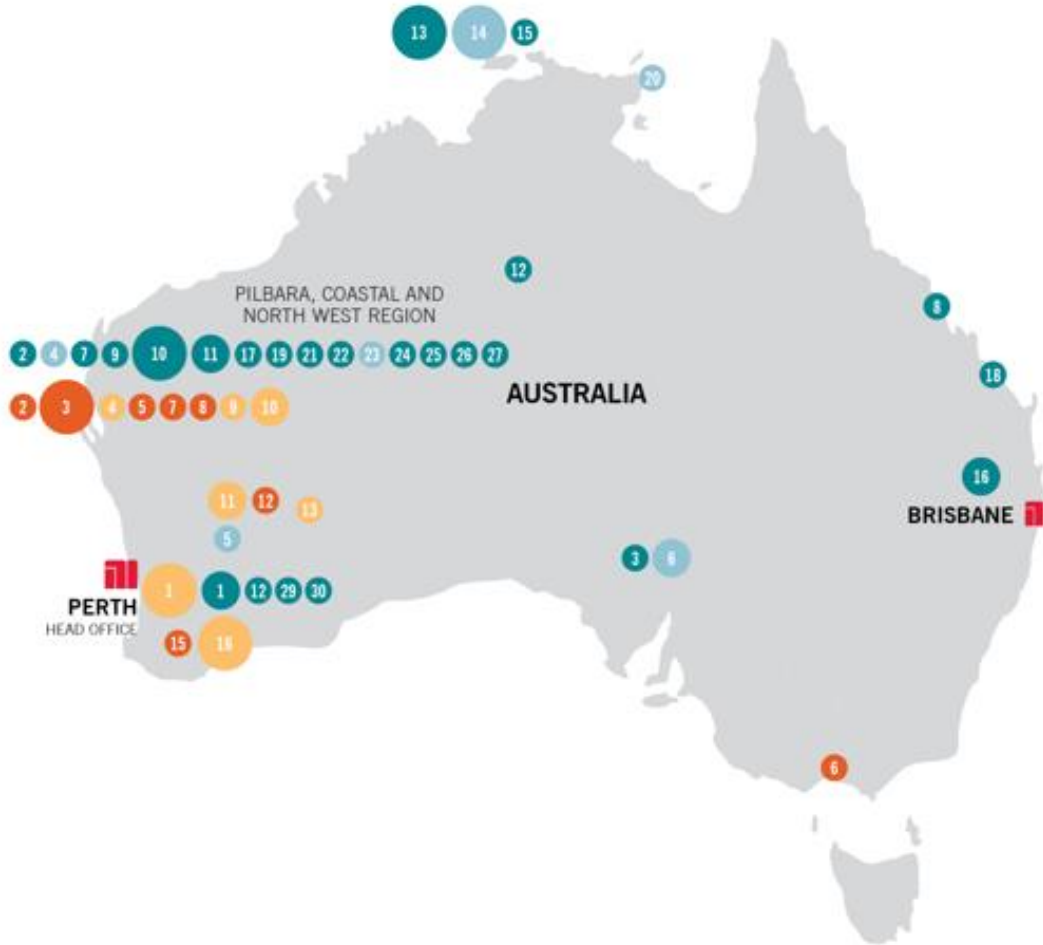 13 14 15
20
12
PILBARA, COASTAL AND
NORTH WEST REGION
8
2 4 7 9 10 11 17 19 21 22 23 24 25 26 27
18
AUSTRALIA
2 3 4 5 7 8 9 10
16
11 12 13
BRISBANE
5
3 6
1 12 29 30
PERTH
HEAD OFFICE
15 16
6